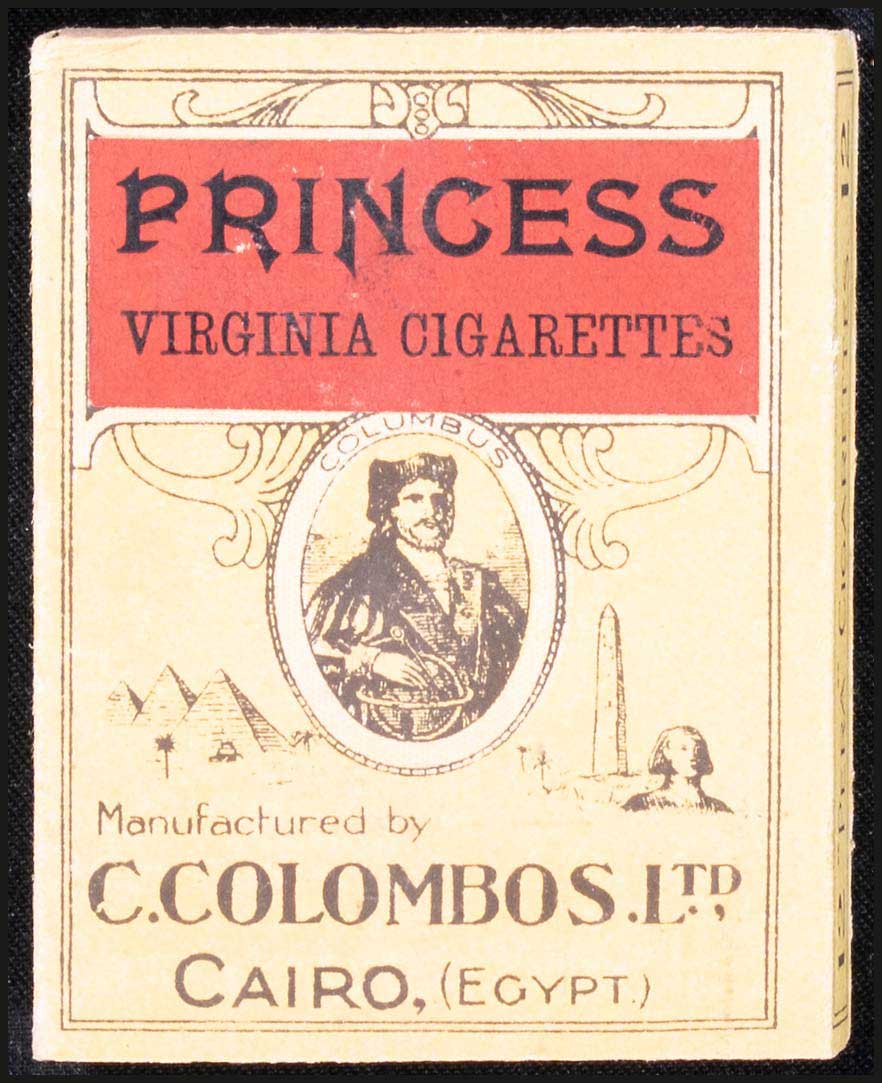 PRINCESS
VIRGINIA CIGARETTES
COLUMBUS
Manufactured by
C. COLOMBOS. LTD,
CAIRO, (EGYPT.)